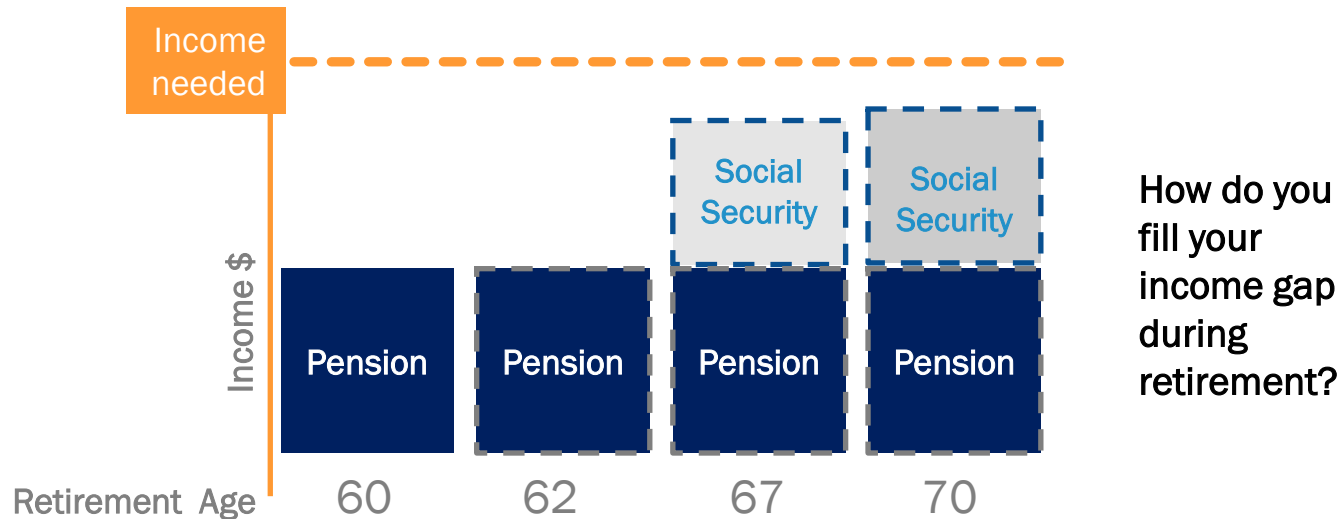 Income
needed
Social
Security
Social
Security
How do you
fill your
income gap
during
retirement?
Income $
Pension
Pension
Pension
Pension
Retirement Age
60
62
67
70